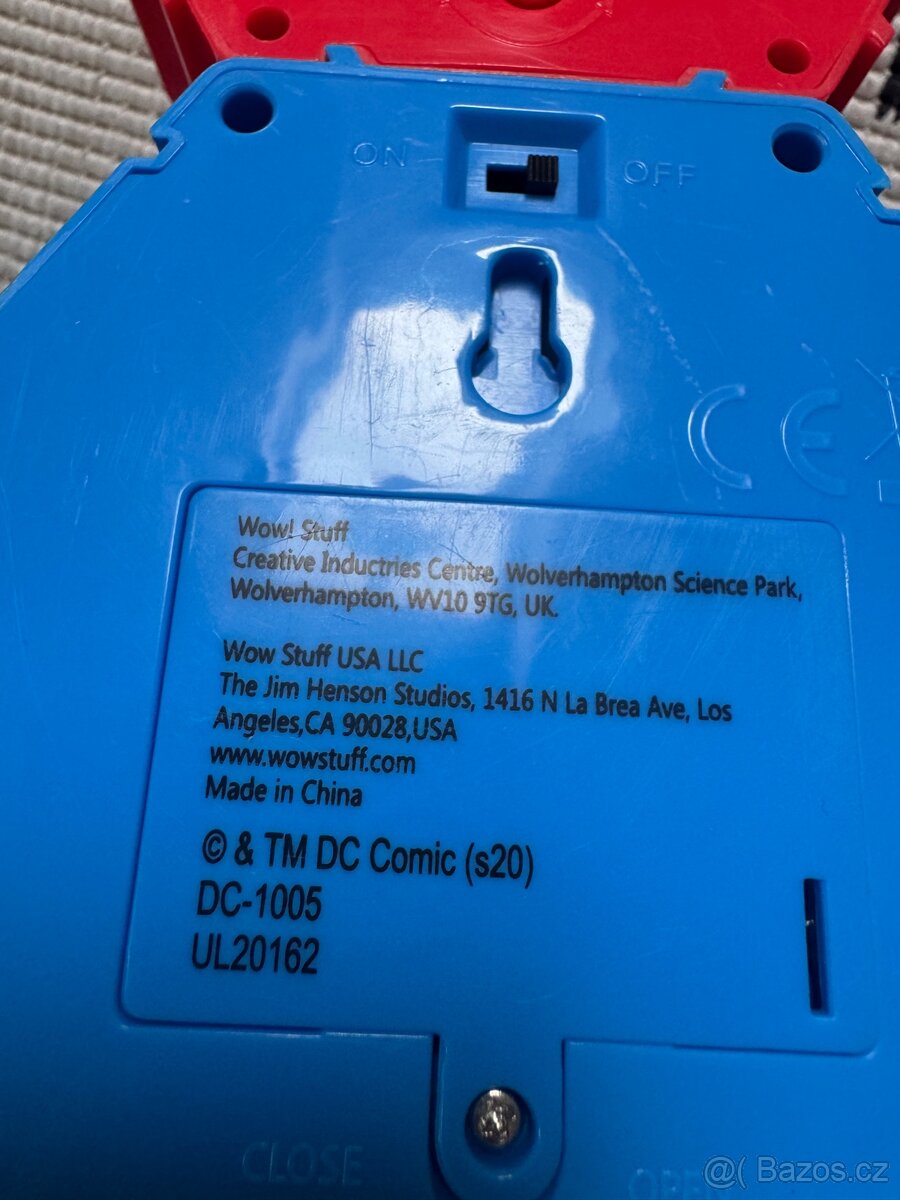 ON OFF
CE
Wow! Stuff
Creative Inductries Centre, Wolverhampton Science Park,
Wolverhampton, WV10 9TG, UK.
Wow Stuff USA LLC
The Jim Henson Studios, 1416 N La Brea Ave, Los
Angeles,CA 90028,USA
www.wowstuff.com
Made in China
© & TM DC Comic (s20)
DC-1005
UL20162
CLOSE
@( Bazos.cz